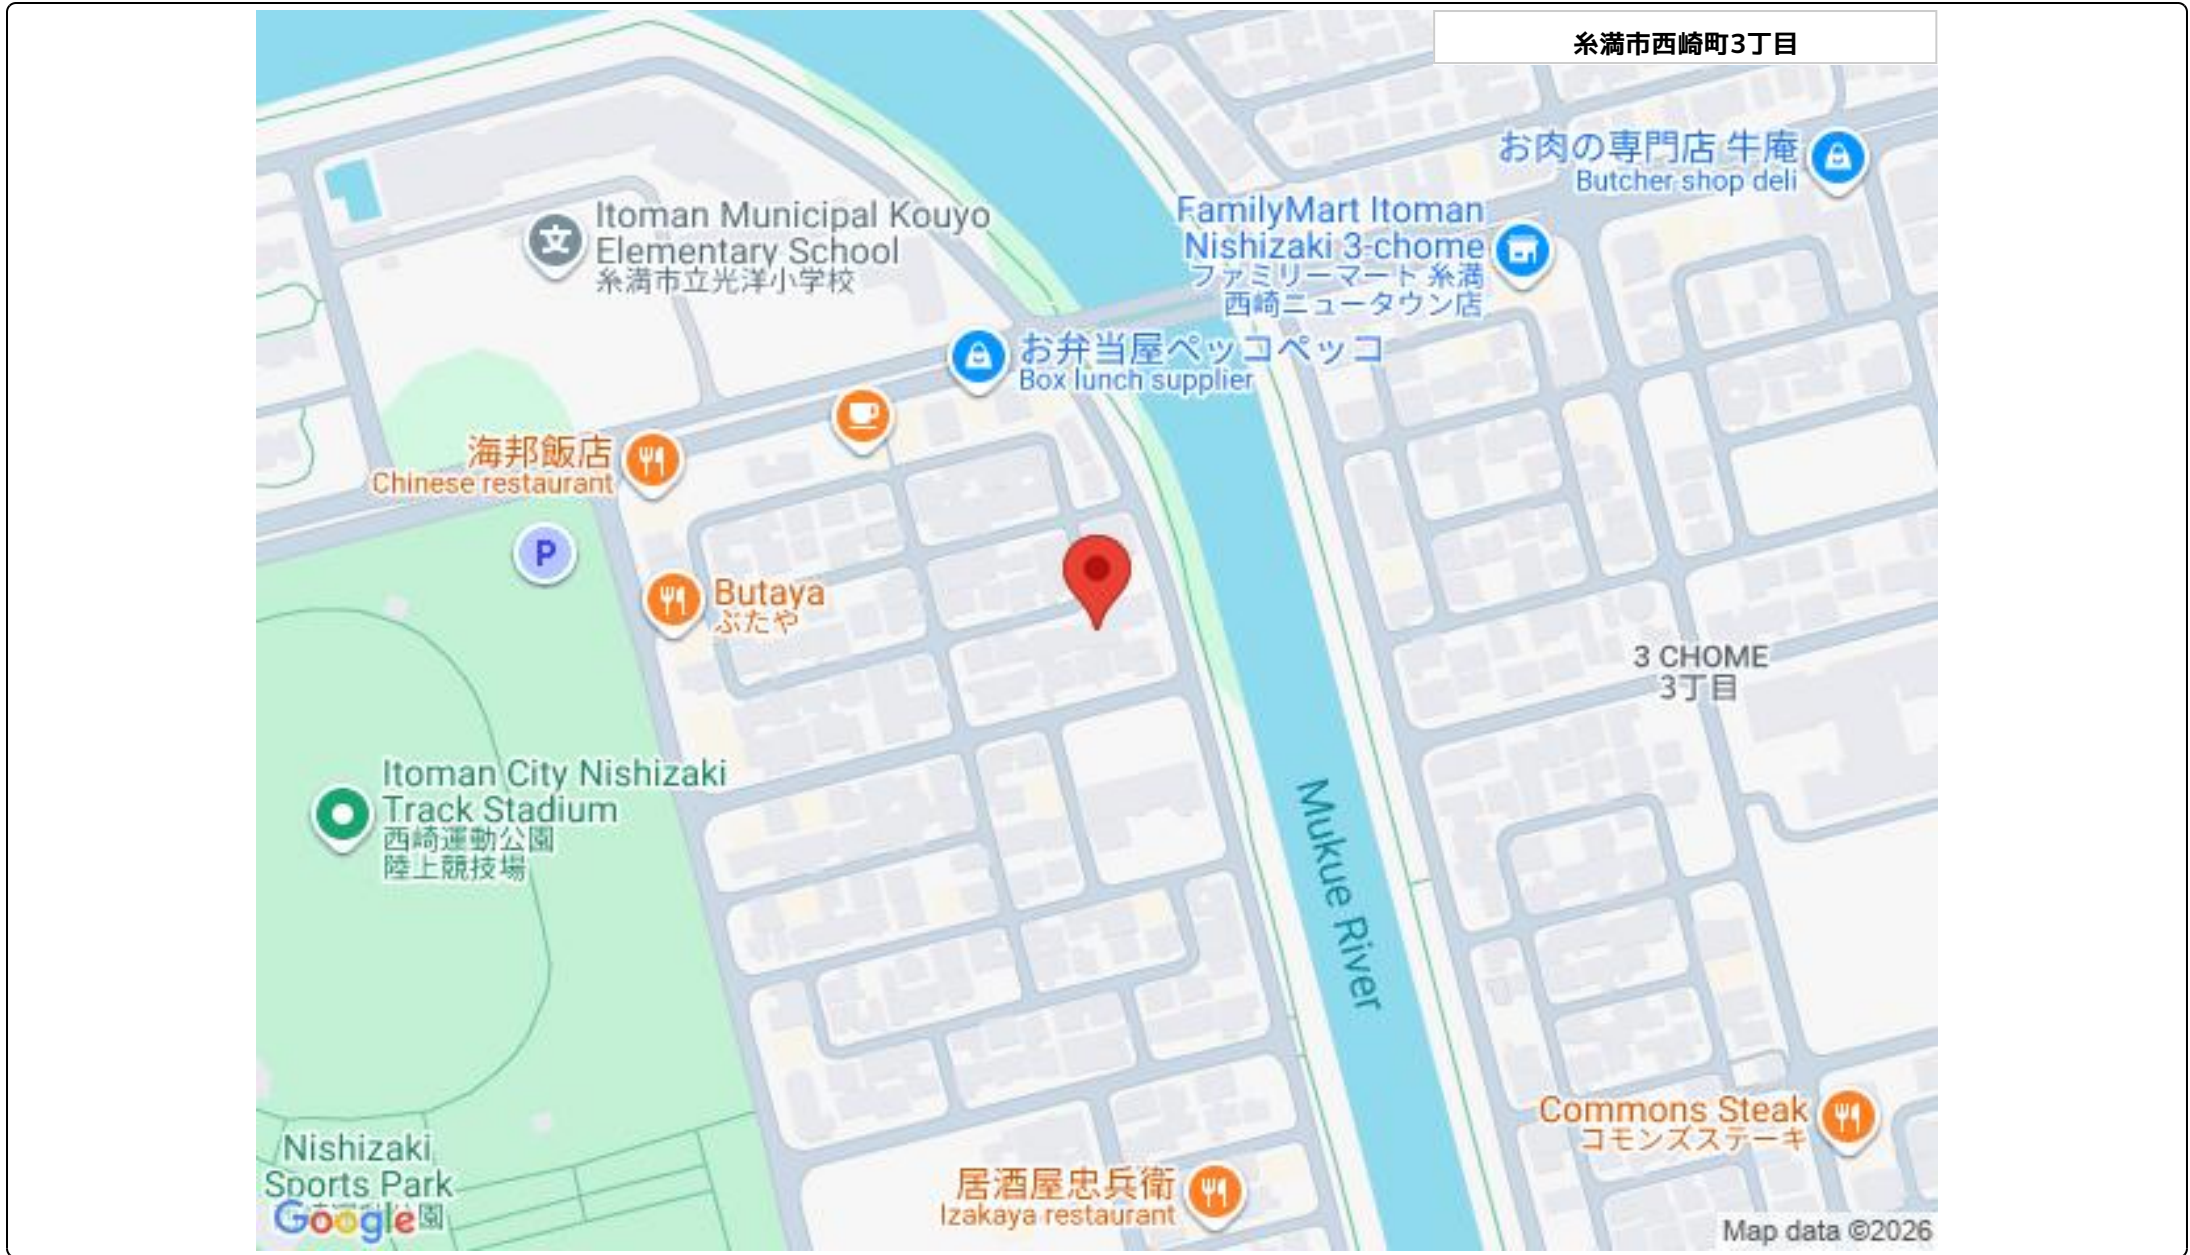 糸満市西崎町3丁目
お肉の専門店 牛庵
Butcher shop deli
Itoman Municipal Kouyo
Elementary School
糸満市立光洋小学校
FamilyMart Itoman
Nishizaki 3-chome
ファミリーマート 糸満
西崎ニュータウン店
お弁当屋ペッコペッコ
Box lunch supplier
海邦飯店
Chinese restaurant
P
Butaya
ぶたや
3 CHOME
3丁目
Itoman City Nishizaki
Track Stadium
西崎運動公園
陸上競技場
Mukue River
Commons Steak
コモンズステーキ
Nishizaki
Sports Park
園
居酒屋忠兵衛
Izakaya restaurant
Google
Map data ©2026